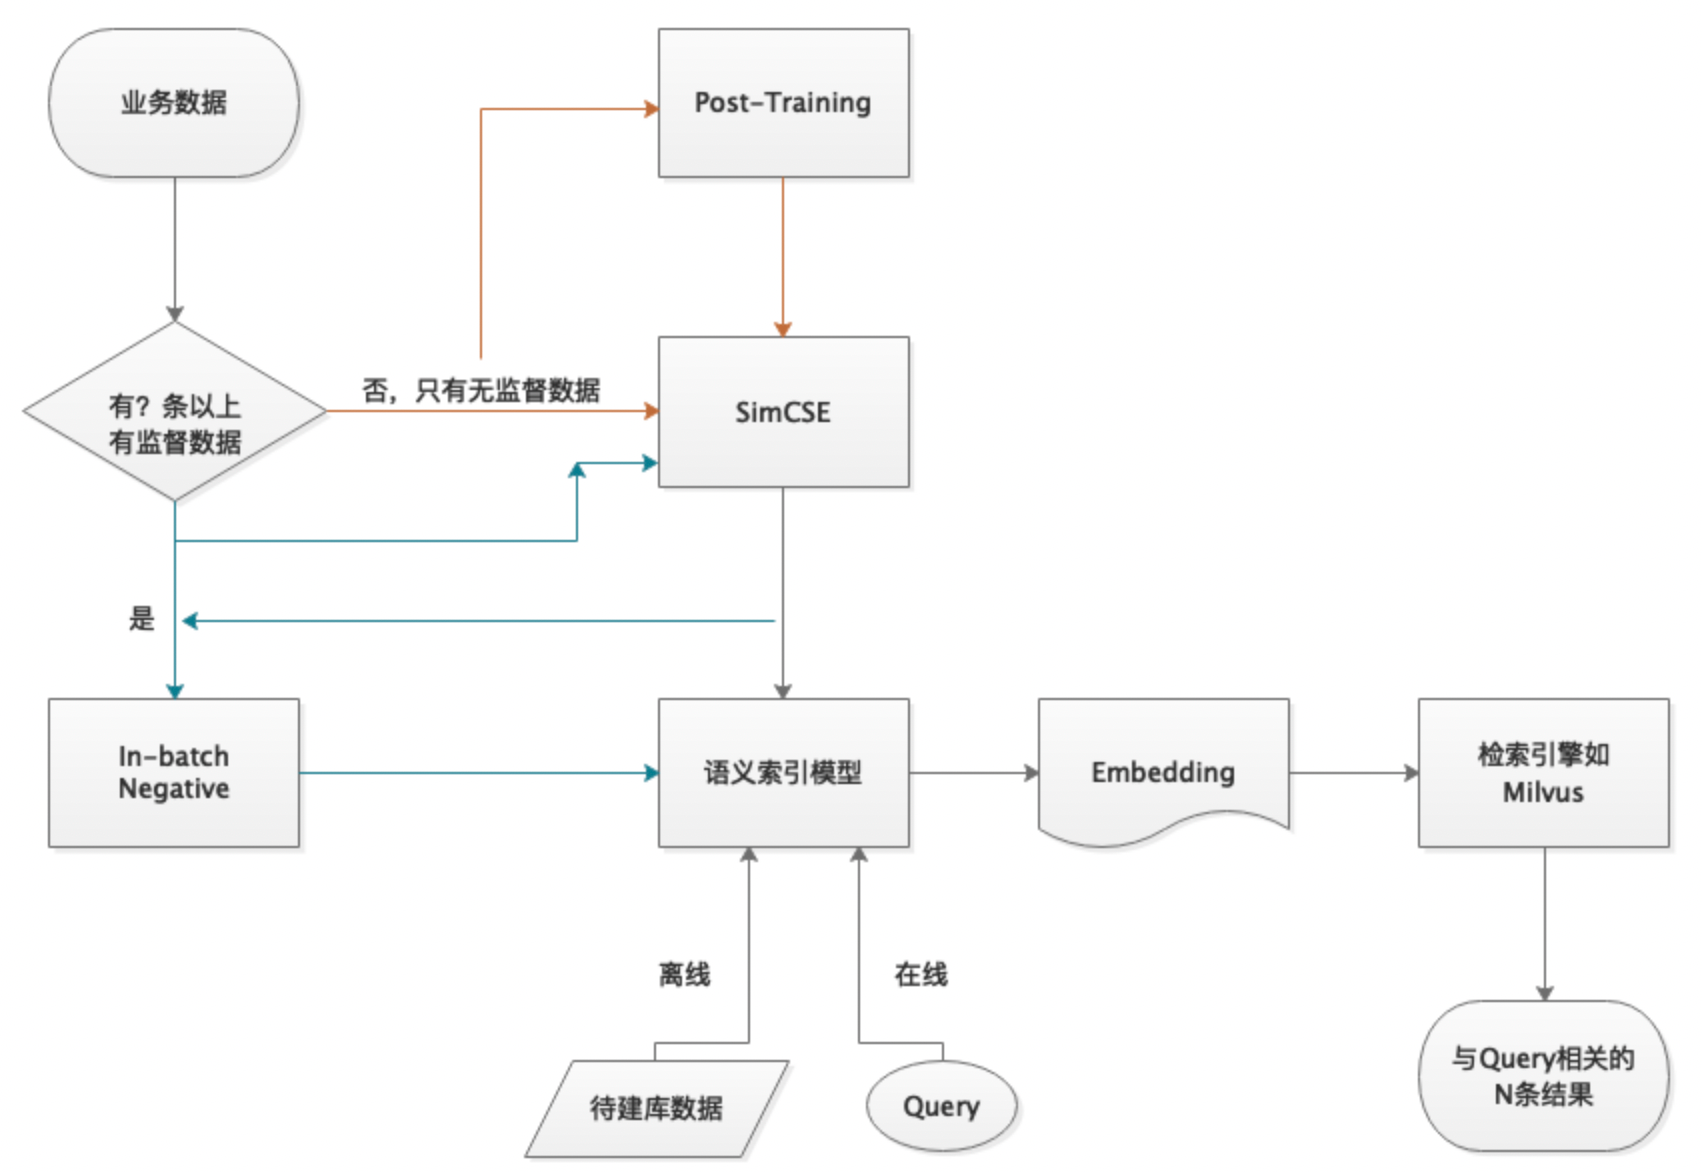 业务数据
Post-Training
否，只有无监督数据
有？条以上
有监督数据
SimCSE
是
In-batch
Negative
语义索引模型
Embedding
检索引擎如
Milvus
离线
在线
待建库数据
Query
与Query相关的
N条结果